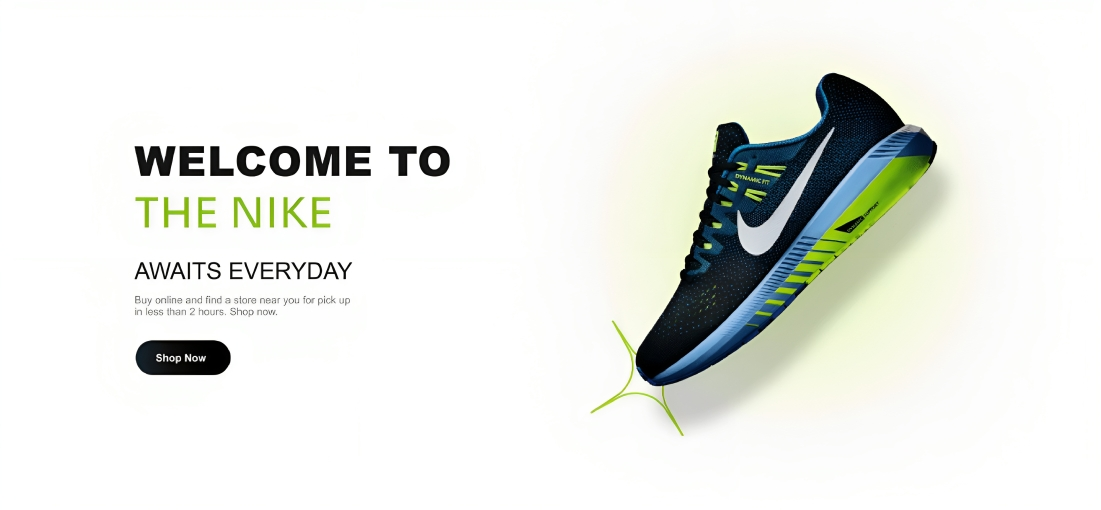 WELCOME TO
THE NIKE
AWAITS EVERYDAY
Buy online and find a store near you for pick up
in less than 2 hours. Shop now.
Shop Now
DYNAMIC FIT
SUPPORT